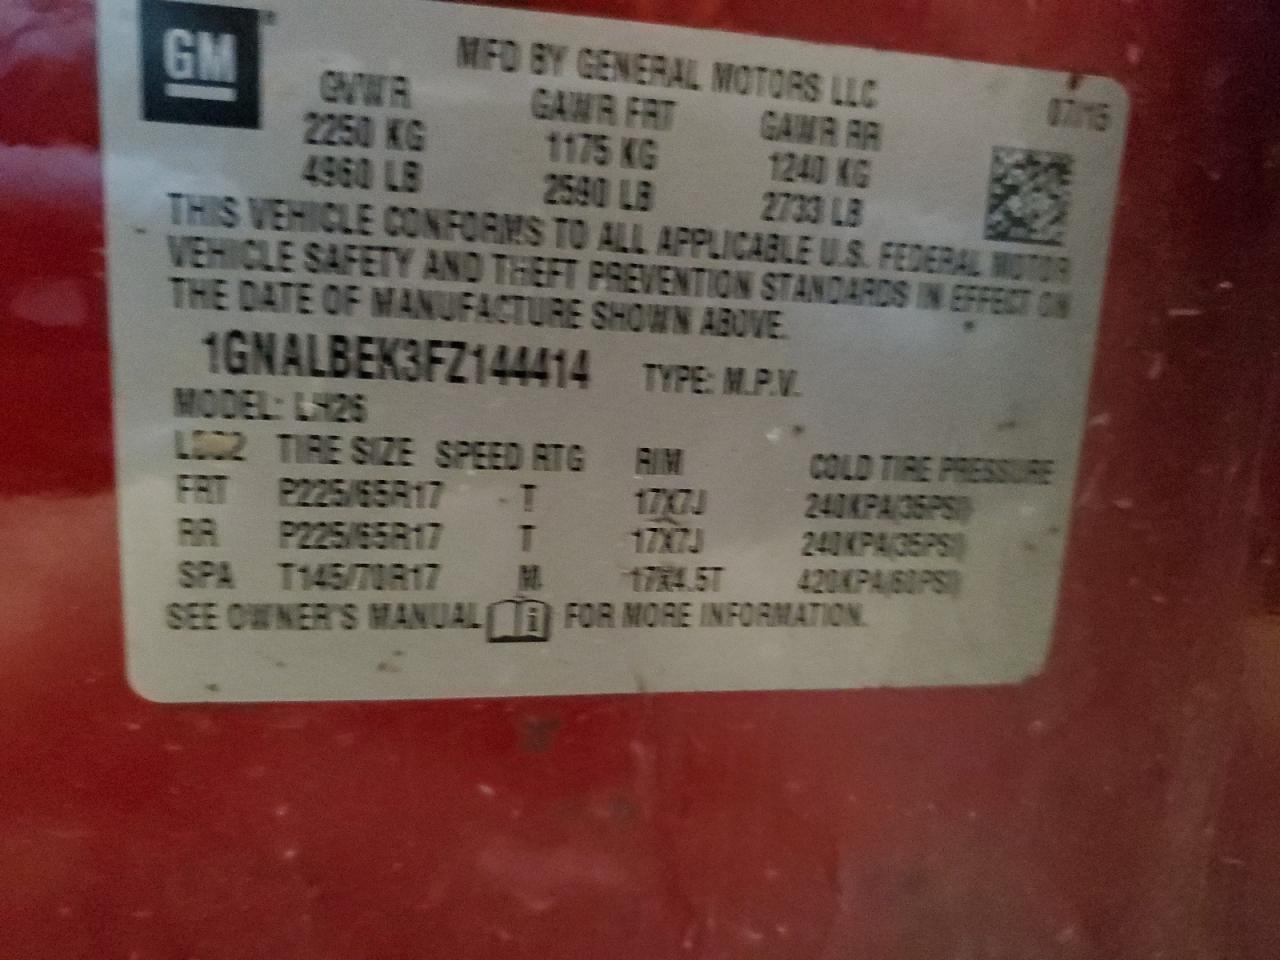 GM
MFD BY GENERAL MOTORS LLC
07/15
GVWR GAWR FRT GAWR RR
2250 KG 1175 KG 1240 KG
4960 LB 2590 LB 2733 LB
THIS VEHICLE CONFORMS TO ALL APPLICABLE U.S. FEDERAL MOTOR
VEHICLE SAFETY AND THEFT PREVENTION STANDARDS IN EFFECT ON
THE DATE OF MANUFACTURE SHOWN ABOVE.
1GNALBEK3FZ144414 TYPE: M.P.V.
MODEL: LH26
TIRE SIZE SPEED RTG RIM COLD TIRE PRESSURE
FRT P225/65R17 T 17X7J 240KPA(35PSI)
RR P225/65R17 T 17X7J 240KPA(35PSI)
SPA T145/70R17 M 17X4.5T 420KPA(60PSI)
SEE OWNER'S MANUAL FOR MORE INFORMATION.